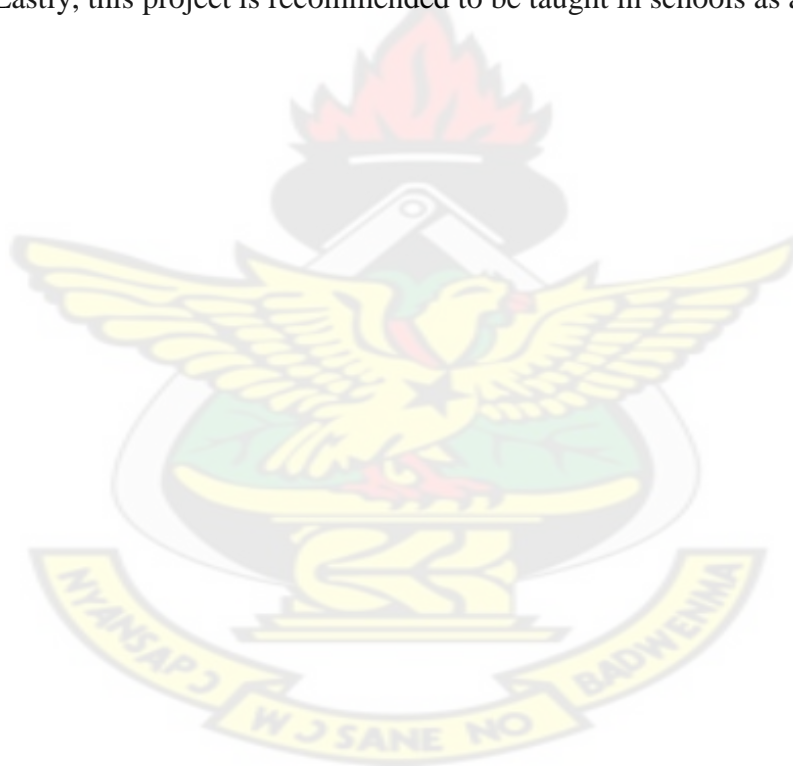 Lastly, this project is recommended to be taught in schools as a
NYANSAPƆ
WƆ SANE NO
BADWENMA